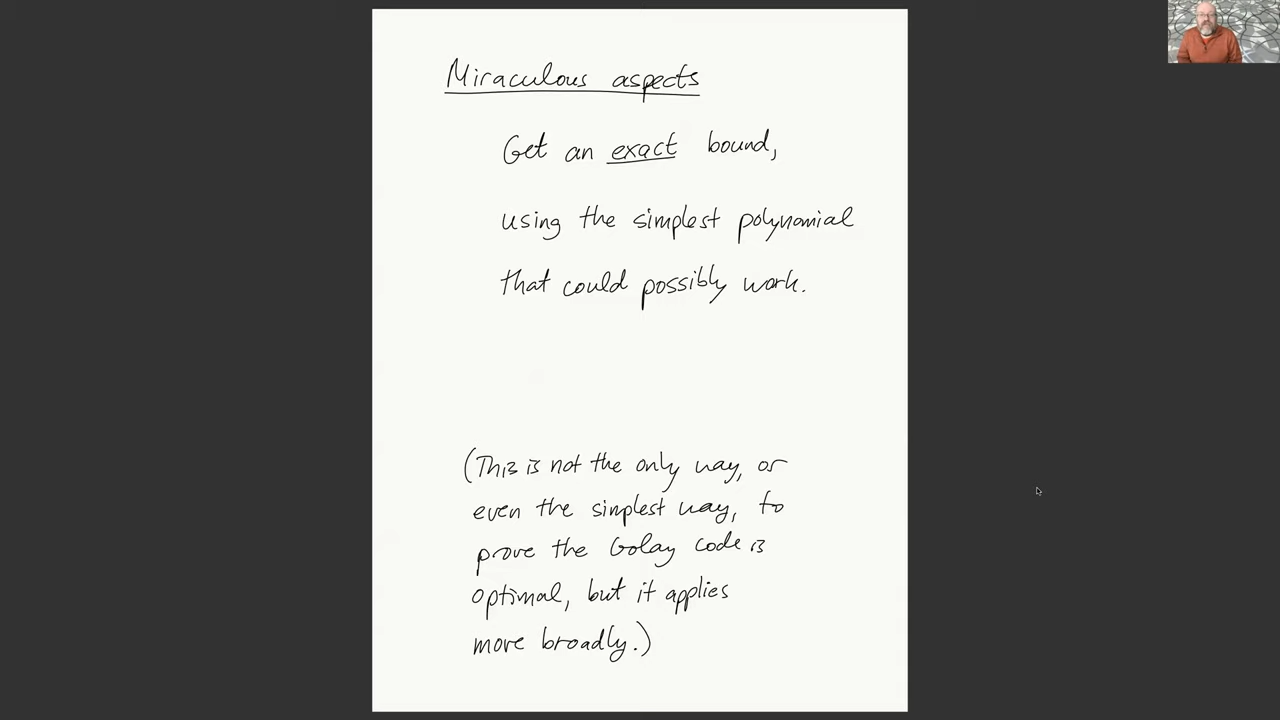 Miraculous aspects
Get an exact bound,
using the simplest polynomial
that could possibly work.
(This is not the only way, or
even the simplest way, to
prove the Golay code is
optimal, but it applies
more broadly.)